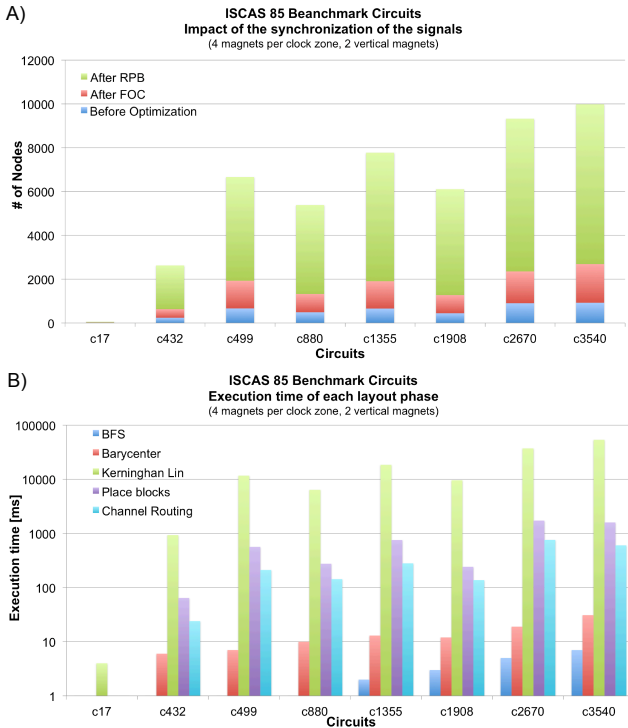 A)
ISCAS 85 Beanchmark Circuits
Impact of the synchronization of the signals
(4 magnets per clock zone, 2 vertical magnets)
12000
10000
8000
6000
4000
2000
0
# of Nodes
After RPB
After FOC
Before Optimization
c17 c432 c499 c880 c1355 c1908 c2670 c3540
Circuits
B)
ISCAS 85 Benchmark Circuits
Execution time of each layout phase
(4 magnets per clock zone, 2 vertical magnets)
100000
10000
1000
100
10
1
Execution time [ms]
BFS
Barycenter
Kerninghan Lin
Place blocks
Channel Routing
c17 c432 c499 c880 c1355 c1908 c2670 c3540
Circuits